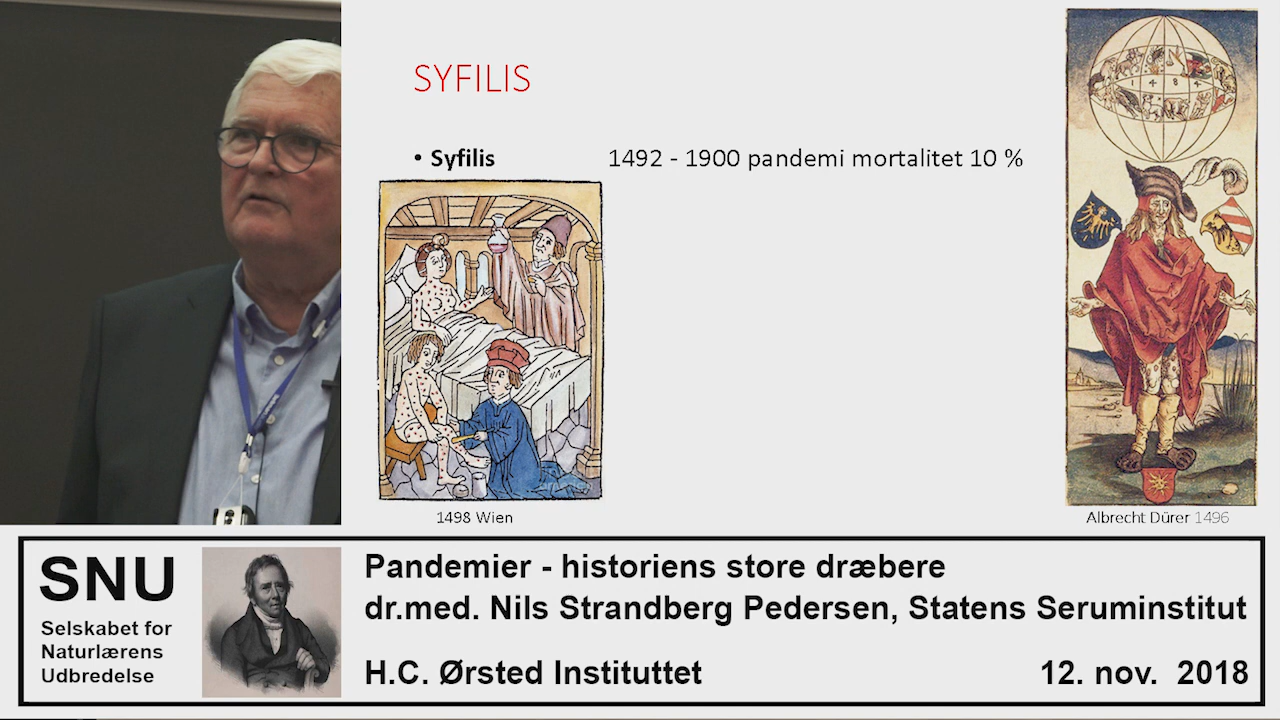 SYFILIS
• Syfilis 1492 - 1900 pandemi mortalitet 10 %
1484
1498 Wien
Albrecht Dürer 1496
SNU
Selskabet for
Naturlærens
Udbredelse
Pandemier - historiens store dræbere
dr.med. Nils Strandberg Pedersen, Statens Seruminstitut
H.C. Ørsted Instituttet
12. nov. 2018